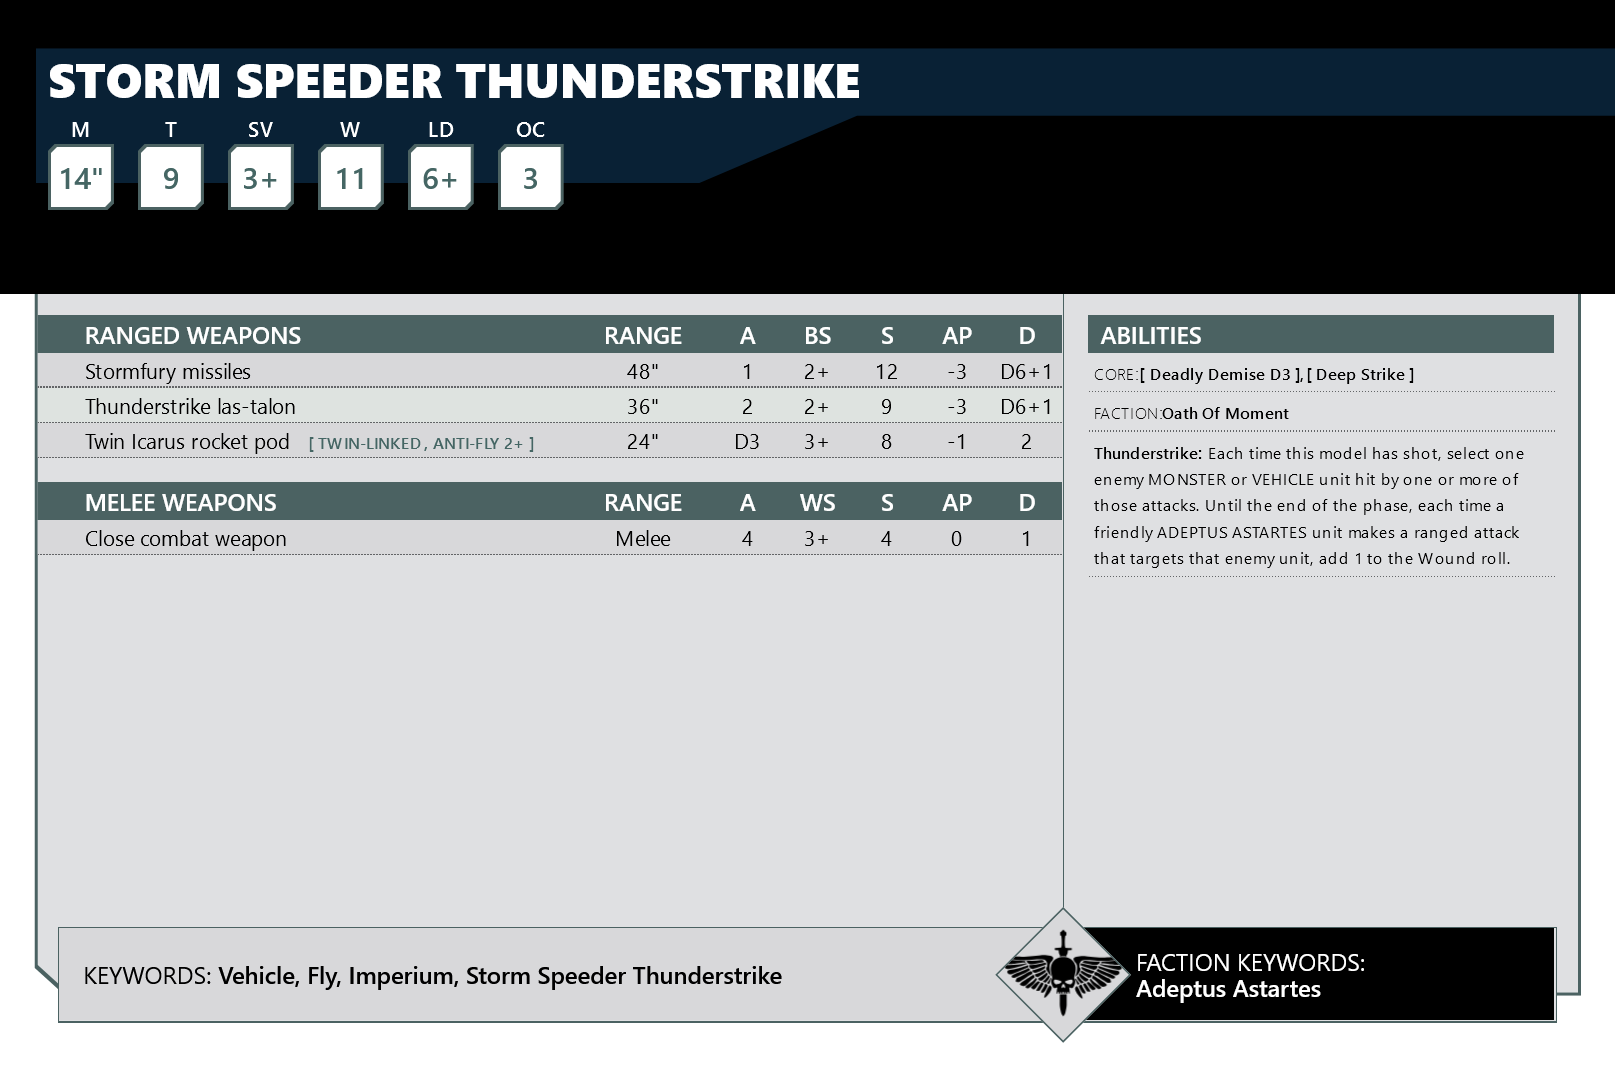 STORM SPEEDER THUNDERSTRIKE
M T SV W LD OC
14" 9 3+ 11 6+ 3
RANGED WEAPONS RANGE A BS S AP D
Stormfury missiles 48" 1 2+ 12 -3 D6+1
Thunderstrike las-talon 36" 2 2+ 9 -3 D6+1
Twin Icarus rocket pod [ TWIN-LINKED , ANTI-FLY 2+ ] 24" D3 3+ 8 -1 2
MELEE WEAPONS RANGE A WS S AP D
Close combat weapon Melee 4 3+ 4 0 1
ABILITIES
CORE:[ Deadly Demise D3 ], [ Deep Strike ]
FACTION:Oath Of Moment
Thunderstrike: Each time this model has shot, select one
enemy MONSTER or VEHICLE unit hit by one or more of
those attacks. Until the end of the phase, each time a
friendly ADEPTUS ASTARTES unit makes a ranged attack
that targets that enemy unit, add 1 to the Wound roll.
KEYWORDS: Vehicle, Fly, Imperium, Storm Speeder Thunderstrike
FACTION KEYWORDS:
Adeptus Astartes